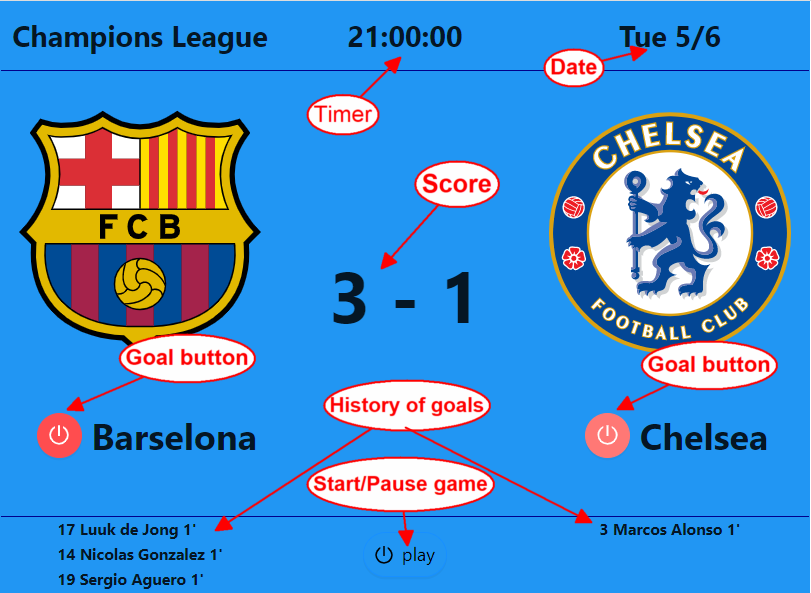 Champions League
21:00:00
Tue 5/6
Date
Timer
CHELSEA
FOOTBALL CLUB
FCB
Score
3 - 1
Goal button
Goal button
History of goals
Barselona
Chelsea
Start/Pause game
17 Luuk de Jong 1'
14 Nicolas Gonzalez 1'
19 Sergio Aguero 1'
3 Marcos Alonso 1'
play